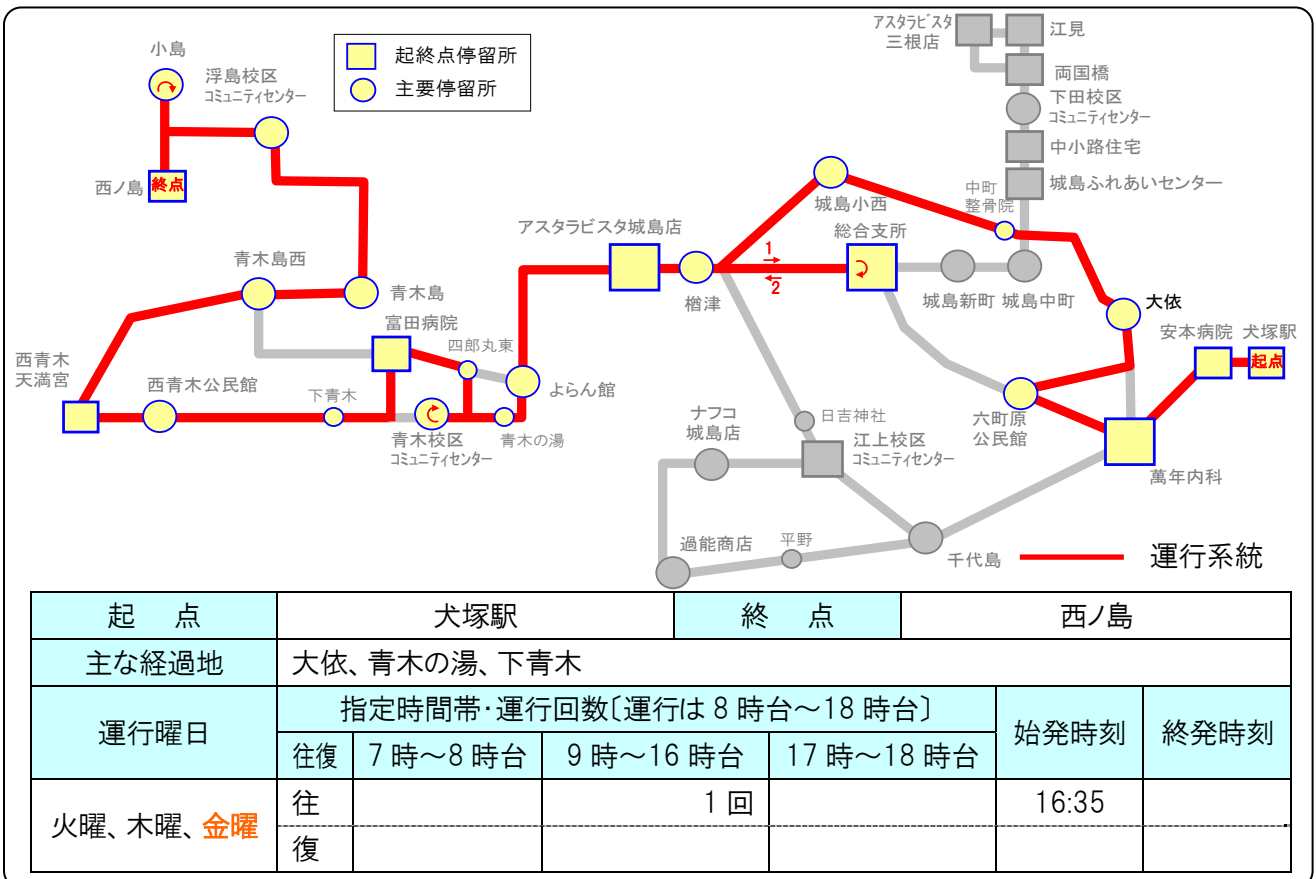 小島
浮島校区
コミュニティセンター
西ノ島
終点
起終点停留所
主要停留所
アスタラビスタ
三根店
江見
両国橋
下田校区
コミュニティセンター
中小路住宅
城島ふれあいセンター
中町
整骨院
城島小西
総合支所
アスタラビスタ城島店
1
2
楢津
城島新町
城島中町
大依
安本病院
犬塚駅
起点
青木島西
青木島
富田病院
四郎丸東
よらん館
西青木
天満宮
西青木公民館
下青木
青木校区
コミュニティセンター
青木の湯
ナフコ
城島店
日吉神社
江上校区
コミュニティセンター
六町原
公民館
萬年内科
過能商店
平野
千代島
運行系統
起 点
犬塚駅
終 点
西ノ島
主な経過地
大依、青木の湯、下青木
運行曜日
指定時間帯・運行回数〔運行は8時台～18時台〕
始発時刻
終発時刻
往復
7時～8時台
9時～16時台
17時～18時台
火曜、木曜、金曜
往
1回
16:35
復